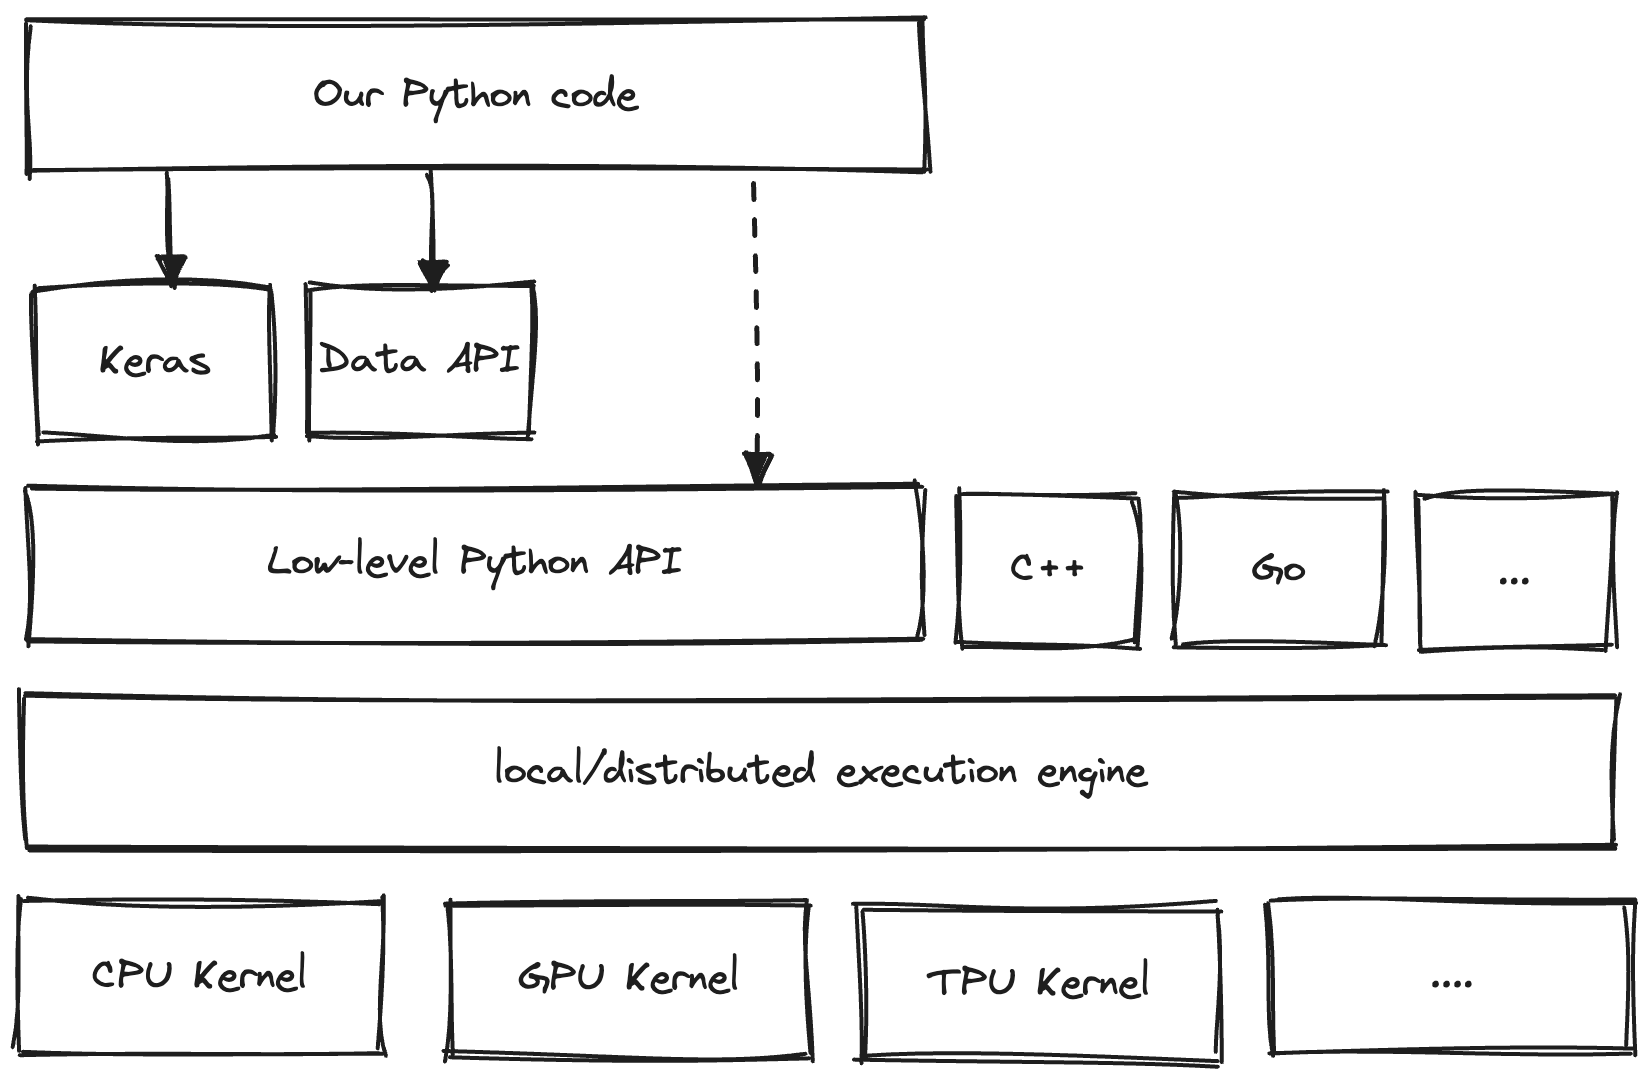 Our Python code
Keras
Data API
Low-level Python API
C++
Go
...
local/distributed execution engine
CPU Kernel
GPU Kernel
TPU Kernel
....